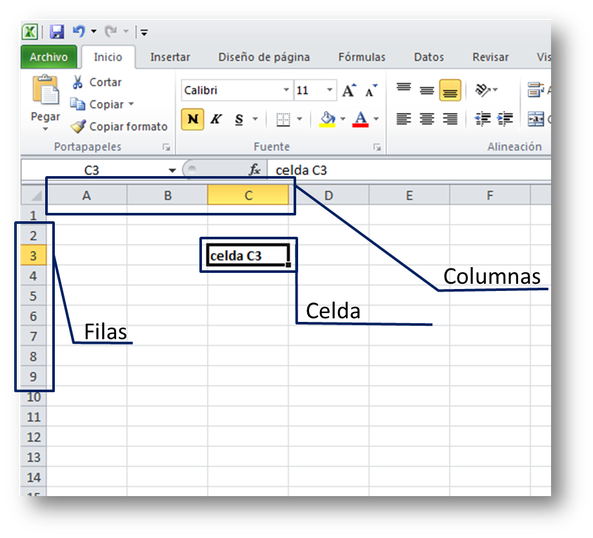 Archivo Inicio Insertar Diseño de página Fórmulas Datos Revisar Vis
Cortar
Copiar
Copiar formato
Pegar
Calibri 11
N K S A
Portapapeles Fuente Alineación
C3 fx celda C3
A B C D E F
1
2
3 celda C3
4
Columnas
5
6
Celda
7
Filas
8
9
10
11
12
13
14
15